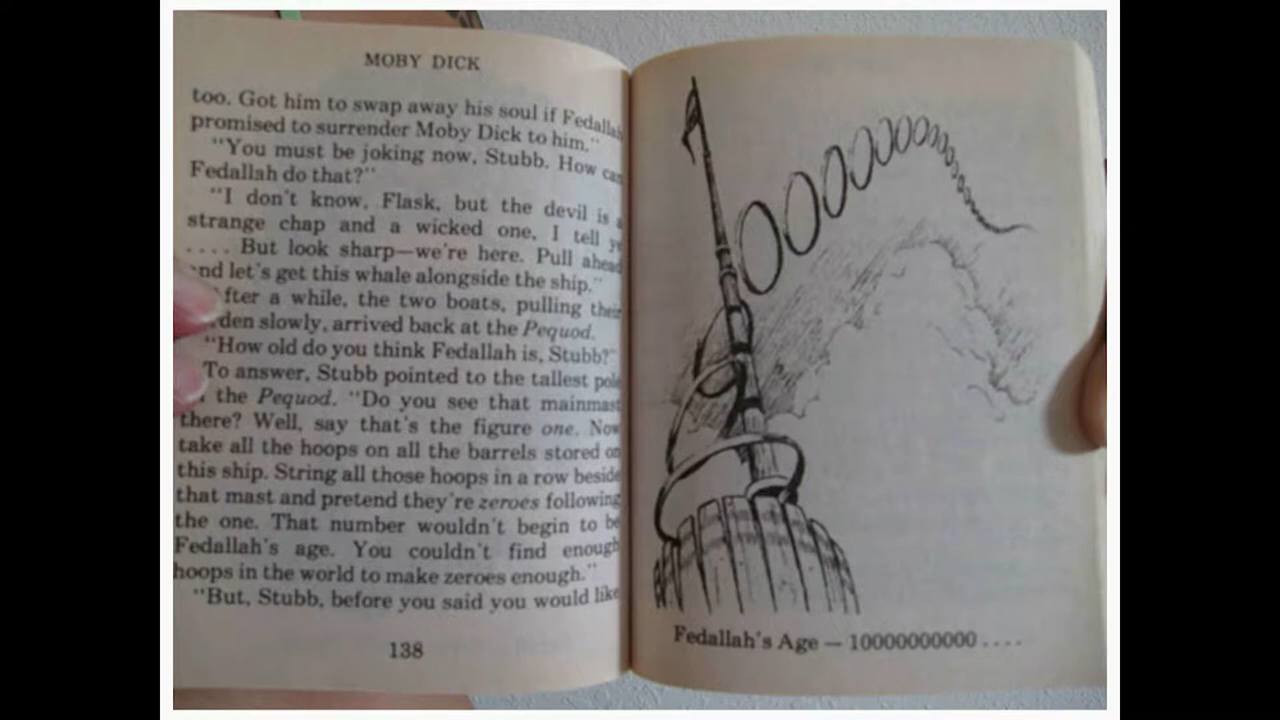 MOBY DICK
too. Got him to swap away his soul if Fedallah
promised to surrender Moby Dick to him."
"You must be joking now, Stubb. How can
Fedallah do that?"
"I don't know, Flask, but the devil is a
strange chap and a wicked one, I tell ye
.... But look sharp—we're here. Pull ahead
and let's get this whale alongside the ship."
After a while, the two boats, pulling their
den slowly, arrived back at the Pequod.
"How old do you think Fedallah is, Stubb?"
To answer, Stubb pointed to the tallest pole
the Pequod. "Do you see that mainmast
there? Well, say that's the figure one. Now
take all the hoops on all the barrels stored on
this ship. String all those hoops in a row beside
that mast and pretend they're zeroes following
the one. That number wouldn't begin to be
Fedallah's age. You couldn't find enough
hoops in the world to make zeroes enough."
"But, Stubb, before you said you would like
138
Fedallah's Age — 10000000000 ....